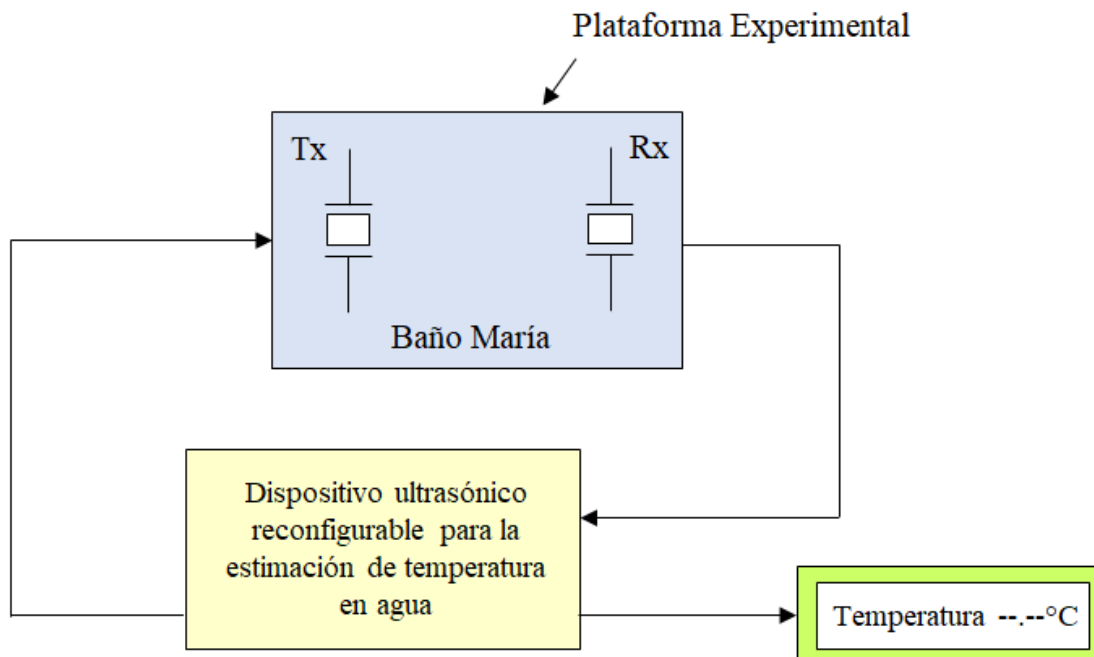 Plataforma Experimental
Tx
Rx
Baño María
Dispositivo ultrasónico
reconfigurable para la
estimación de temperatura
en agua
Temperatura --.--°C